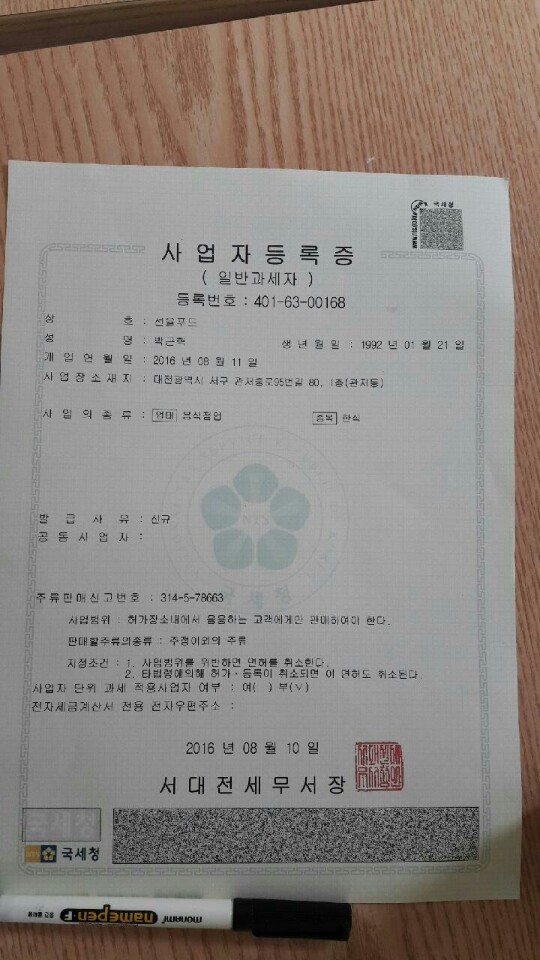 국세청
사업자등록증
( 일반과세자 )
등록번호 : 401-63-00168
상 호 : 선율푸드
성 명 : 박근혁 생 년 월 일 : 1992 년 01 월 21 일
개 업 연 월 일 : 2016 년 08 월 11 일
사 업 장 소 재 지 : 대전광역시 서구 관저중로95번길 80, 1층(관저동)
사 업 의 종 류 : 업태 음식점업 종목 한식
발 급 사 유 : 신규
공 동 사 업 자 :
주 류 판 매 신 고 번 호 : 314-5-78663
사업범위 : 허가장소내에서 음용하는 고객에게만 판매하여야 한다.
판매할주류의종류 : 주정이외의 주류
지정조건 : 1. 사업범위를 위반하면 면허를 취소한다.
2. 타법령에의해 허가·등록이 취소되면 이 면허도 취소된다.
사업자 단위 과세 적용사업자 여부 : 여( ) 부(∨)
전자세금계산서 전용 전자우편주소 :
NTS
국세청
2016 년 08 월 10 일
서대전세무서장
국세청
국세청
monami namepen·F